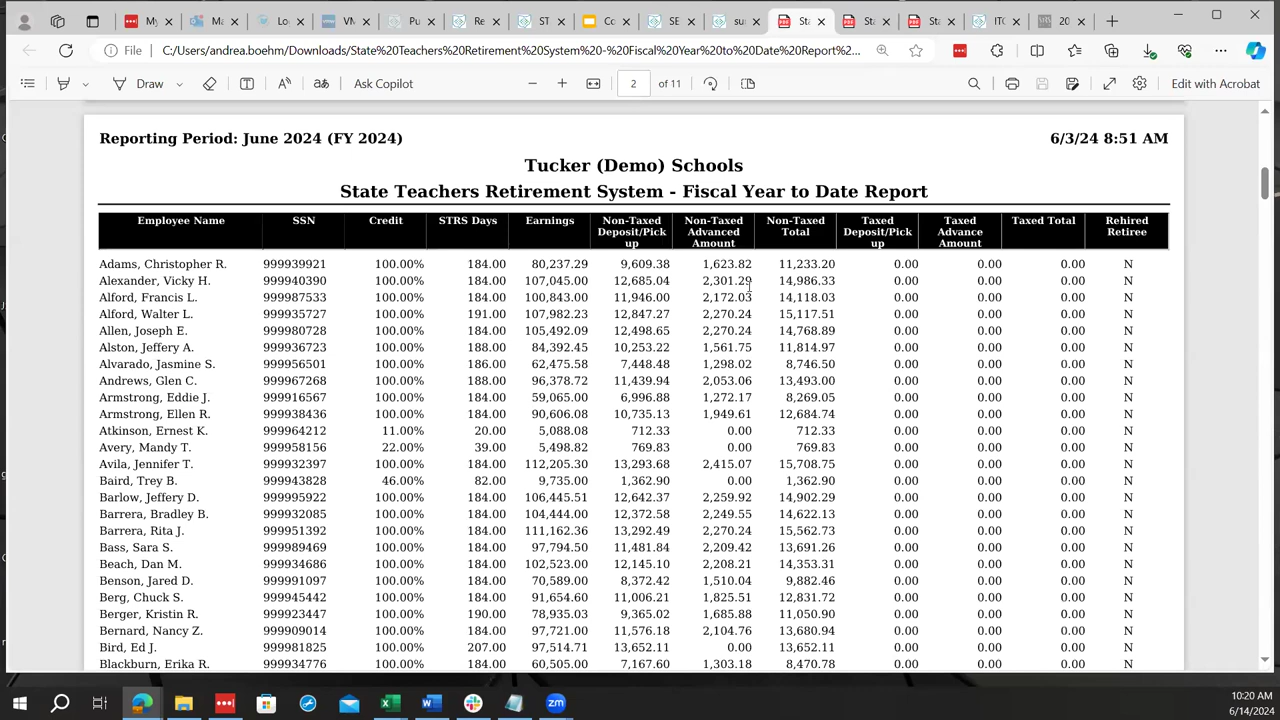 My
Ma
Lo
VM
Pu
Re
ST
Co
SE
su
Sta
Sta
Sta
ITC
20
File C:/Users/andrea.boehm/Downloads/State%20Teachers%20Retirement%20System%20-%20Fiscal%20Year%20to%20Date%20Report%2...
Draw
Ask Copilot
2 of 11
Edit with Acrobat
Reporting Period: June 2024 (FY 2024) 6/3/24 8:51 AM
Tucker (Demo) Schools
State Teachers Retirement System - Fiscal Year to Date Report
Employee Name SSN Credit STRS Days Earnings Non-Taxed Deposit/Pick up Non-Taxed Advanced Amount Non-Taxed Total Taxed Deposit/Pick up Taxed Advance Amount Taxed Total Rehired Retiree
Adams, Christopher R. 999939921 100.00% 184.00 80,237.29 9,609.38 1,623.82 11,233.20 0.00 0.00 0.00 N
Alexander, Vicky H. 999940390 100.00% 184.00 107,045.00 12,685.04 2,301.29 14,986.33 0.00 0.00 0.00 N
Alford, Francis L. 999987533 100.00% 184.00 100,843.00 11,946.00 2,172.03 14,118.03 0.00 0.00 0.00 N
Alford, Walter L. 999935727 100.00% 191.00 107,982.23 12,847.27 2,270.24 15,117.51 0.00 0.00 0.00 N
Allen, Joseph E. 999980728 100.00% 184.00 105,492.09 12,498.65 2,270.24 14,768.89 0.00 0.00 0.00 N
Alston, Jeffery A. 999936723 100.00% 188.00 84,392.45 10,253.22 1,561.75 11,814.97 0.00 0.00 0.00 N
Alvarado, Jasmine S. 999956501 100.00% 186.00 62,475.58 7,448.48 1,298.02 8,746.50 0.00 0.00 0.00 N
Andrews, Glen C. 999967268 100.00% 188.00 96,378.72 11,439.94 2,053.06 13,493.00 0.00 0.00 0.00 N
Armstrong, Eddie J. 999916567 100.00% 184.00 59,065.00 6,996.88 1,272.17 8,269.05 0.00 0.00 0.00 N
Armstrong, Ellen R. 999938436 100.00% 184.00 90,606.08 10,735.13 1,949.61 12,684.74 0.00 0.00 0.00 N
Atkinson, Ernest K. 999964212 11.00% 20.00 5,088.08 712.33 0.00 712.33 0.00 0.00 0.00 N
Avery, Mandy T. 999958156 22.00% 39.00 5,498.82 769.83 0.00 769.83 0.00 0.00 0.00 N
Avila, Jennifer T. 999932397 100.00% 184.00 112,205.30 13,293.68 2,415.07 15,708.75 0.00 0.00 0.00 N
Baird, Trey B. 999943828 46.00% 82.00 9,735.00 1,362.90 0.00 1,362.90 0.00 0.00 0.00 N
Barlow, Jeffery D. 999995922 100.00% 184.00 106,445.51 12,642.37 2,259.92 14,902.29 0.00 0.00 0.00 N
Barrera, Bradley B. 999932085 100.00% 184.00 104,444.00 12,372.58 2,249.55 14,622.13 0.00 0.00 0.00 N
Barrera, Rita J. 999951392 100.00% 184.00 111,162.36 13,292.49 2,270.24 15,562.73 0.00 0.00 0.00 N
Bass, Sara S. 999989469 100.00% 184.00 97,794.50 11,481.84 2,209.42 13,691.26 0.00 0.00 0.00 N
Beach, Dan M. 999934686 100.00% 184.00 102,523.00 12,145.10 2,208.21 14,353.31 0.00 0.00 0.00 N
Benson, Jared D. 999991097 100.00% 184.00 70,589.00 8,372.42 1,510.04 9,882.46 0.00 0.00 0.00 N
Berg, Chuck S. 999945442 100.00% 184.00 91,654.60 11,006.21 1,825.51 12,831.72 0.00 0.00 0.00 N
Berger, Kristin R. 999923447 100.00% 190.00 78,935.03 9,365.02 1,685.88 11,050.90 0.00 0.00 0.00 N
Bernard, Nancy Z. 999909014 100.00% 184.00 97,721.00 11,576.18 2,104.76 13,680.94 0.00 0.00 0.00 N
Bird, Ed J. 999981825 100.00% 207.00 97,514.71 13,652.11 0.00 13,652.11 0.00 0.00 0.00 N
Blackburn, Erika R. 999934776 100.00% 184.00 60,505.00 7,167.60 1,303.18 8,470.78 0.00 0.00 0.00 N
10:20 AM
6/14/2024